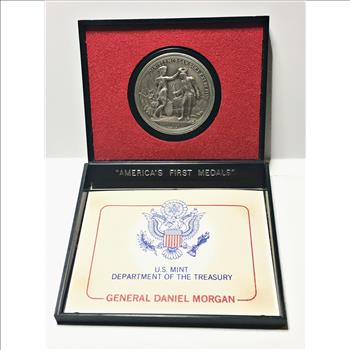 "AMERICA'S FIRST MEDALS"
U.S. MINT
DEPARTMENT OF THE TREASURY
GENERAL DANIEL MORGAN